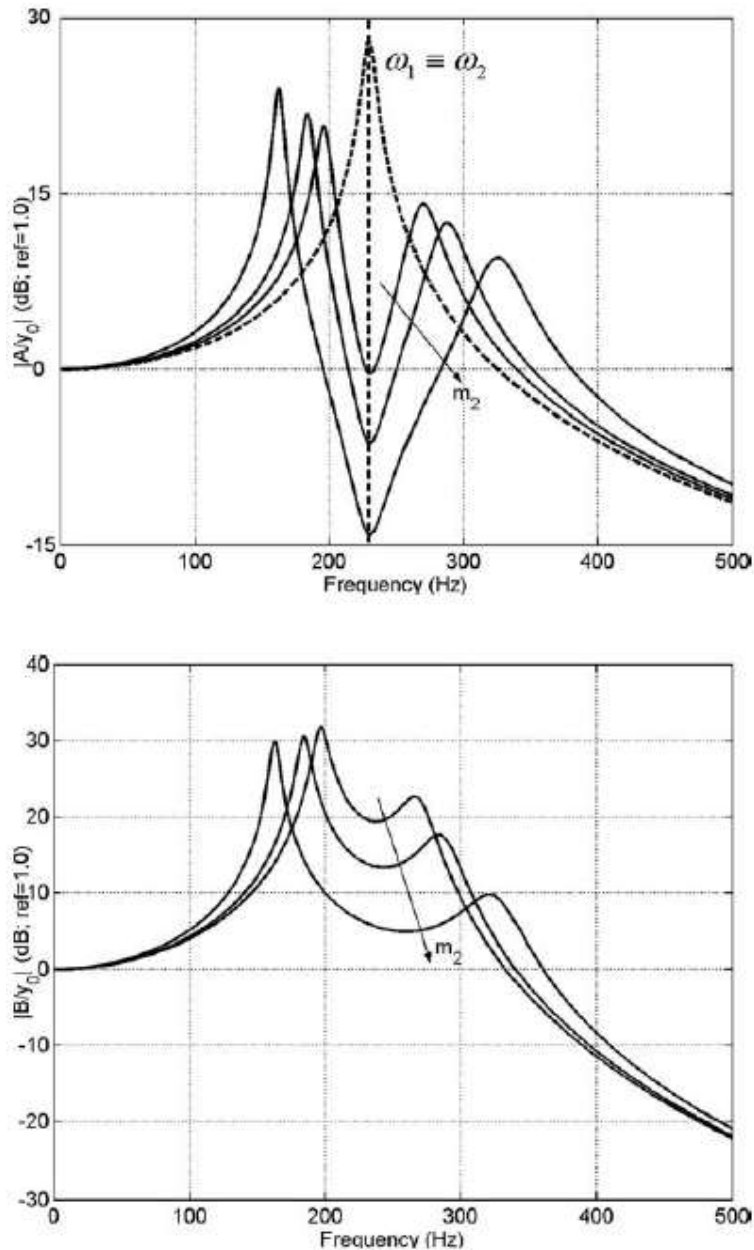 30
ω₁ ≡ ω₂
15
|A/y₀| (dB; ref=1.0)
0
m₂
-15
0 100 200 300 400 500
Frequency (Hz)
40
30
20
10
|B/y₀| (dB; ref=1.0)
m₂
0
-10
-20
-30
0 100 200 300 400 500
Frequency (Hz)